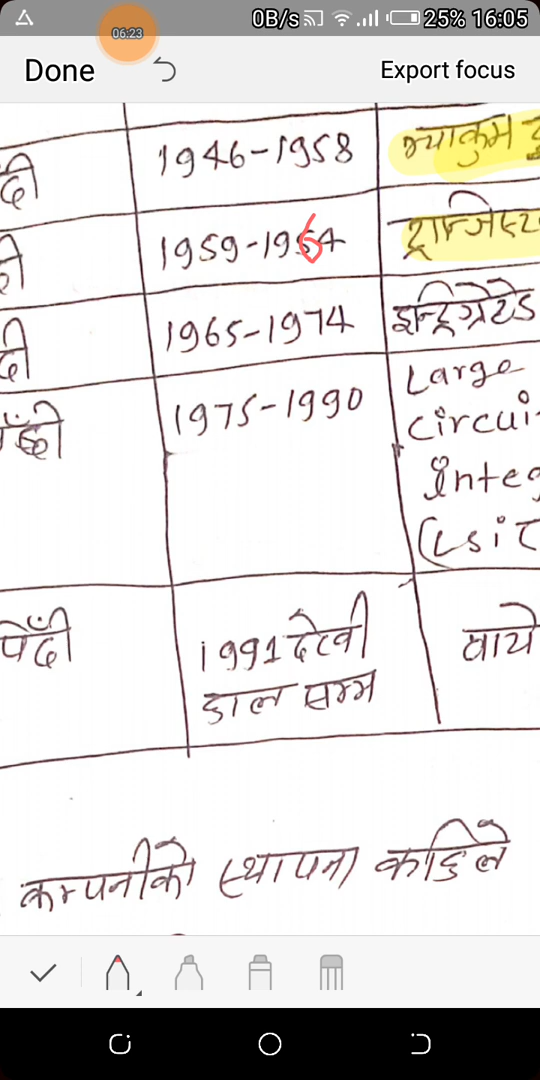 06:23
0B/s 25% 16:05
Done Export focus
1946-1958 भ्याकुम
1959-1964
1965-1974 इन्ट्रिग्रेटेड
1975-1990 Large
circui
integ
(LSiC
1991 देखी
हाल सम्म
कम्पनीको स्थापना कहिले